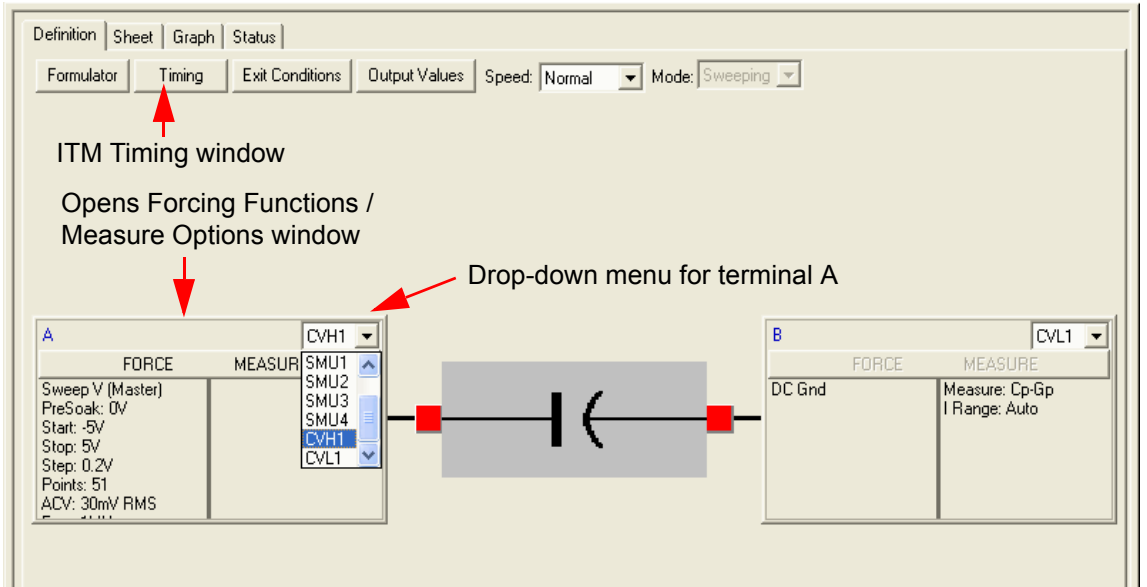 Definition Sheet Graph Status
Formulator Timing Exit Conditions Output Values Speed: Normal Mode: Sweeping
ITM Timing window
Opens Forcing Functions /
Measure Options window
Drop-down menu for terminal A
A CVH1
FORCE MEASUR
Sweep V (Master)
PreSoak: 0V
Start: -5V
Stop: 5V
Step: 0.2V
Points: 51
ACV: 30mV RMS
SMU1
SMU2
SMU3
SMU4
CVH1
CVL1
B CVL1
FORCE MEASURE
DC Gnd
Measure: Cp-Gp
I Range: Auto